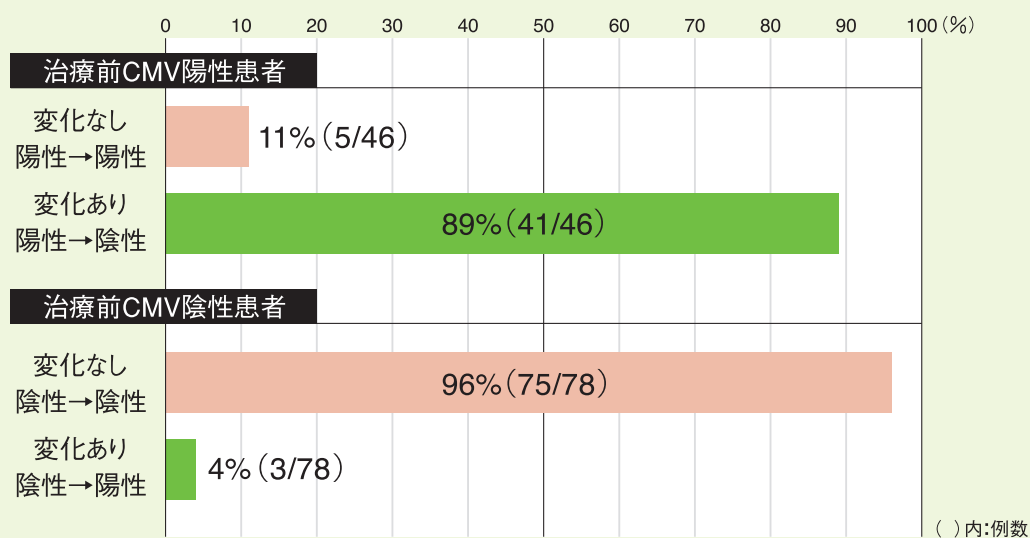 0 10 20 30 40 50 60 70 80 90 100（%）
治療前CMV陽性患者
変化なし
陽性→陽性
11%（5/46）
変化あり
陽性→陰性
89%（41/46）
治療前CMV陰性患者
変化なし
陰性→陰性
96%（75/78）
変化あり
陰性→陽性
4%（3/78）
（ ）内：例数